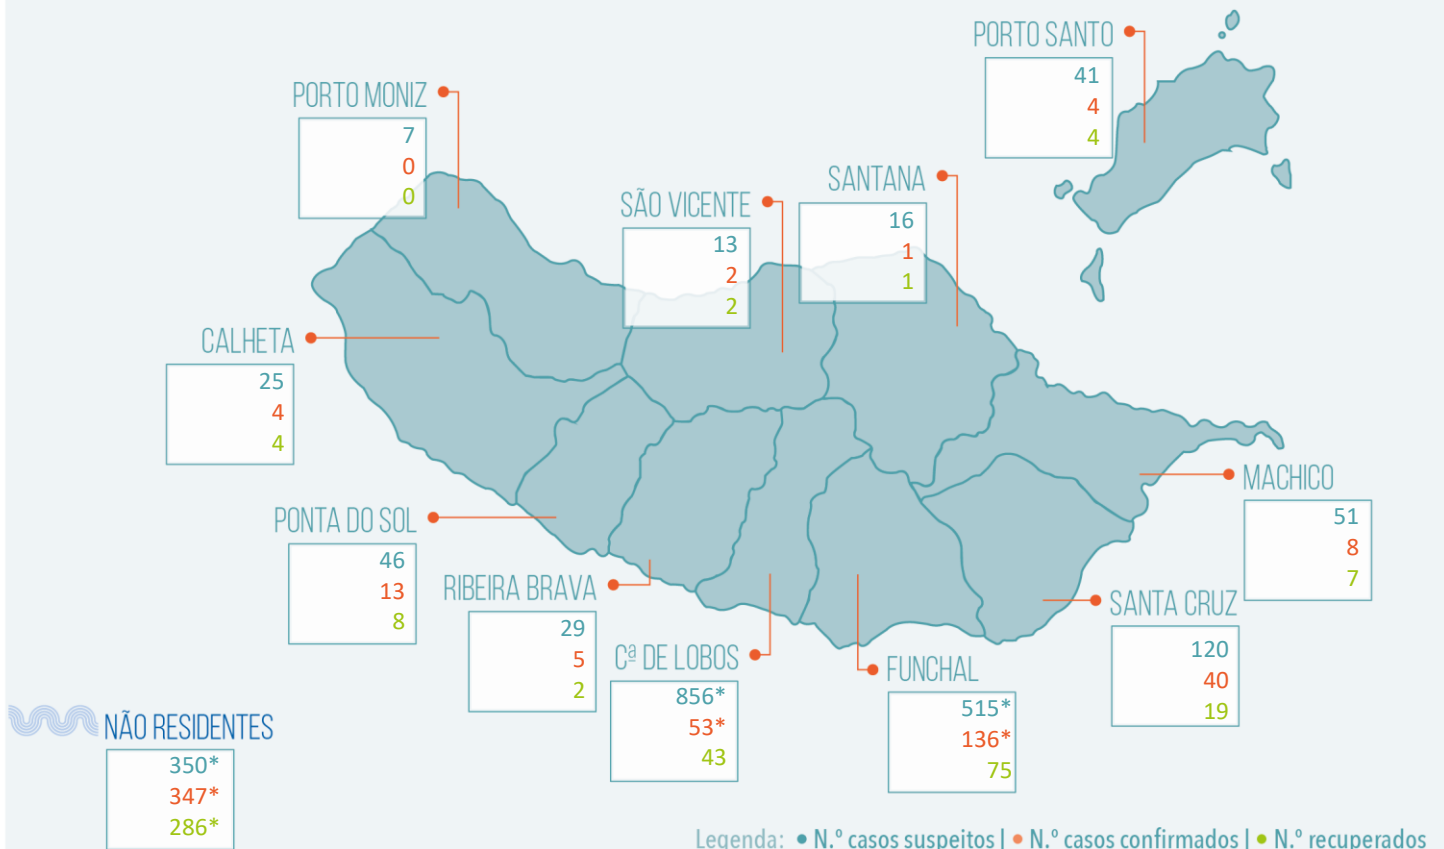 PORTO SANTO
41
4
4
PORTO MONIZ
7
0
0
SANTANA
16
1
1
SÃO VICENTE
13
2
2
CALHETA
25
4
4
MACHICO
51
8
7
PONTA DO SOL
46
13
8
RIBEIRA BRAVA
29
5
2
SANTA CRUZ
120
40
19
Cª DE LOBOS
856*
53*
43
FUNCHAL
515*
136*
75
NÃO RESIDENTES
350*
347*
286*
Legenda: • N.º casos suspeitos | • N.º casos confirmados | • N.º recuperados